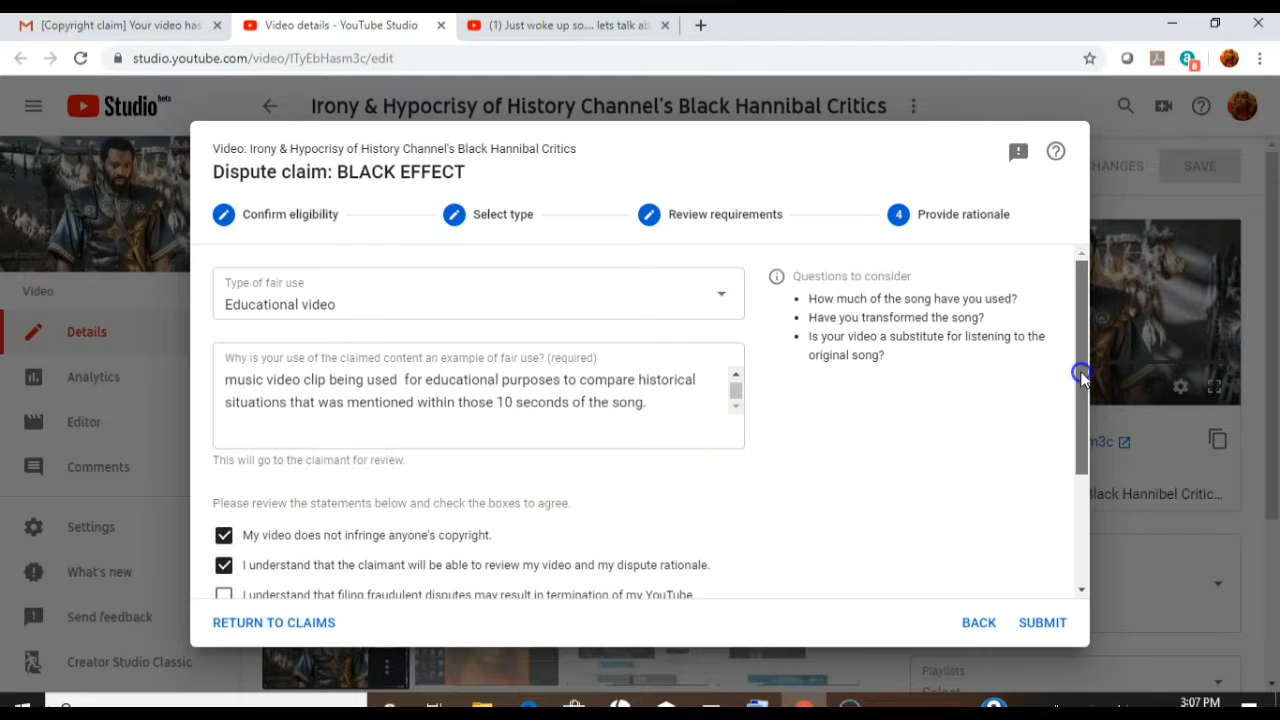 [Copyright claim] Your video has
Video details - YouTube Studio
(1) Just woke up so.... lets talk ab
studio.youtube.com/video/ITyEbHasm3c/edit
8
Studio beta
Irony & Hypocrisy of History Channel's Black Hannibal Critics
Video: Irony & Hypocrisy of History Channel's Black Hannibal Critics
Dispute claim: BLACK EFFECT
CHANGES
SAVE
Confirm eligibility
Select type
Review requirements
4 Provide rationale
Video
Details
Analytics
Editor
Comments
Settings
What's new
Send feedback
Creator Studio Classic
Type of fair use
Educational video
Questions to consider
• How much of the song have you used?
• Have you transformed the song?
• Is your video a substitute for listening to the
original song?
Why is your use of the claimed content an example of fair use? (required)
music video clip being used  for educational purposes to compare historical
situations that was mentioned within those 10 seconds of the song.
This will go to the claimant for review.
m3c
Black Hannibel Critic...
Please review the statements below and check the boxes to agree.
My video does not infringe anyone's copyright.
I understand that the claimant will be able to review my video and my dispute rationale.
I understand that filing fraudulent disputes may result in termination of my YouTube
RETURN TO CLAIMS
BACK
SUBMIT
Playlists
Select
3:07 PM